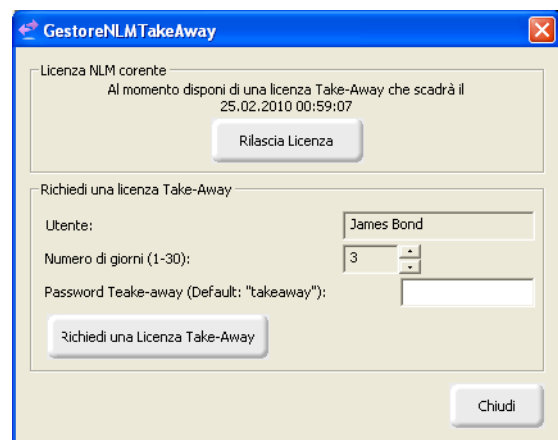 GestoreNLMTakeAway
Licenza NLM corente
Al momento disponi di una licenza Take-Away che scadrà il
25.02.2010 00:59:07
Rilascia Licenza
Richiedi una licenza Take-Away
Utente:
James Bond
Numero di giorni (1-30):
3
Password Teake-away (Default: "takeaway"):
Richiedi una Licenza Take-Away
Chiudi